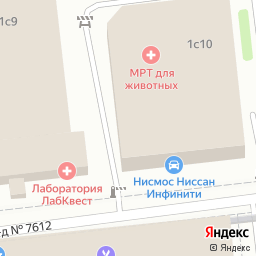 1с9
1с10
МРТ для
животных
Лаборатория
ЛабКвест
Нисмос Ниссан
Инфинити
д № 7612
Яндекс